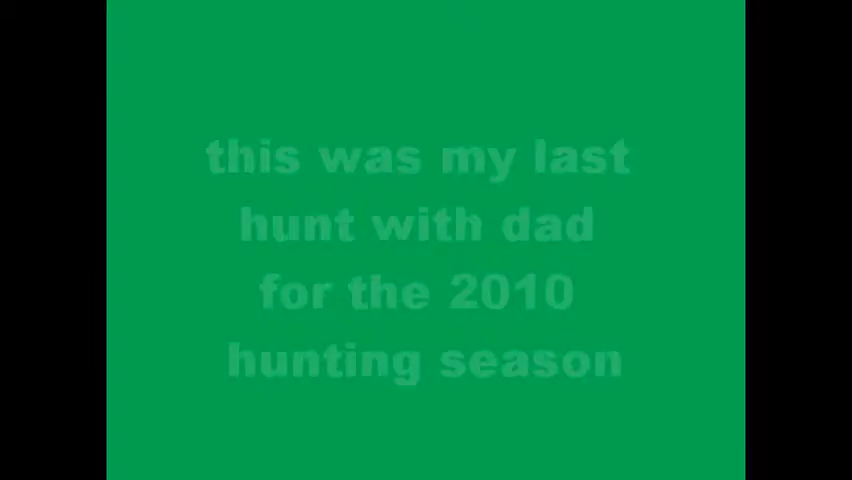 this was my last
hunt with dad
for the 2010
hunting season